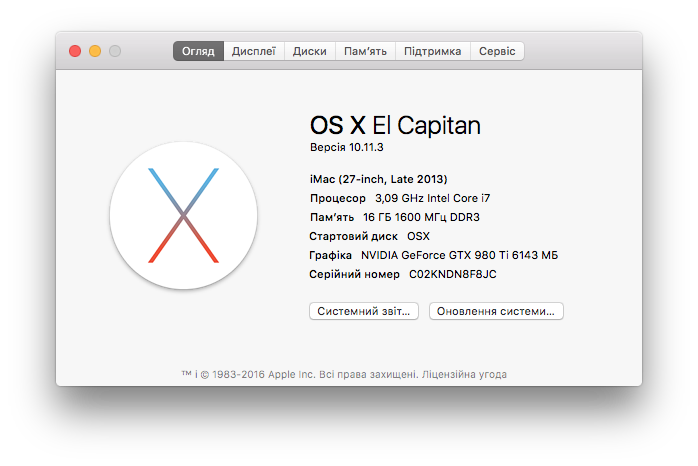 Огляд Дисплеї Диски Пам'ять Підтримка Сервіс
OS X El Capitan
Версія 10.11.3
iMac (27-inch, Late 2013)
Процесор 3,09 GHz Intel Core i7
Пам'ять 16 ГБ 1600 МГц DDR3
Стартовий диск OSX
Графіка NVIDIA GeForce GTX 980 Ti 6143 МБ
Серійний номер C02KNDN8F8JC
Системний звіт... Оновлення системи...
™ і © 1983-2016 Apple Inc. Всі права захищені. Ліцензійна угода